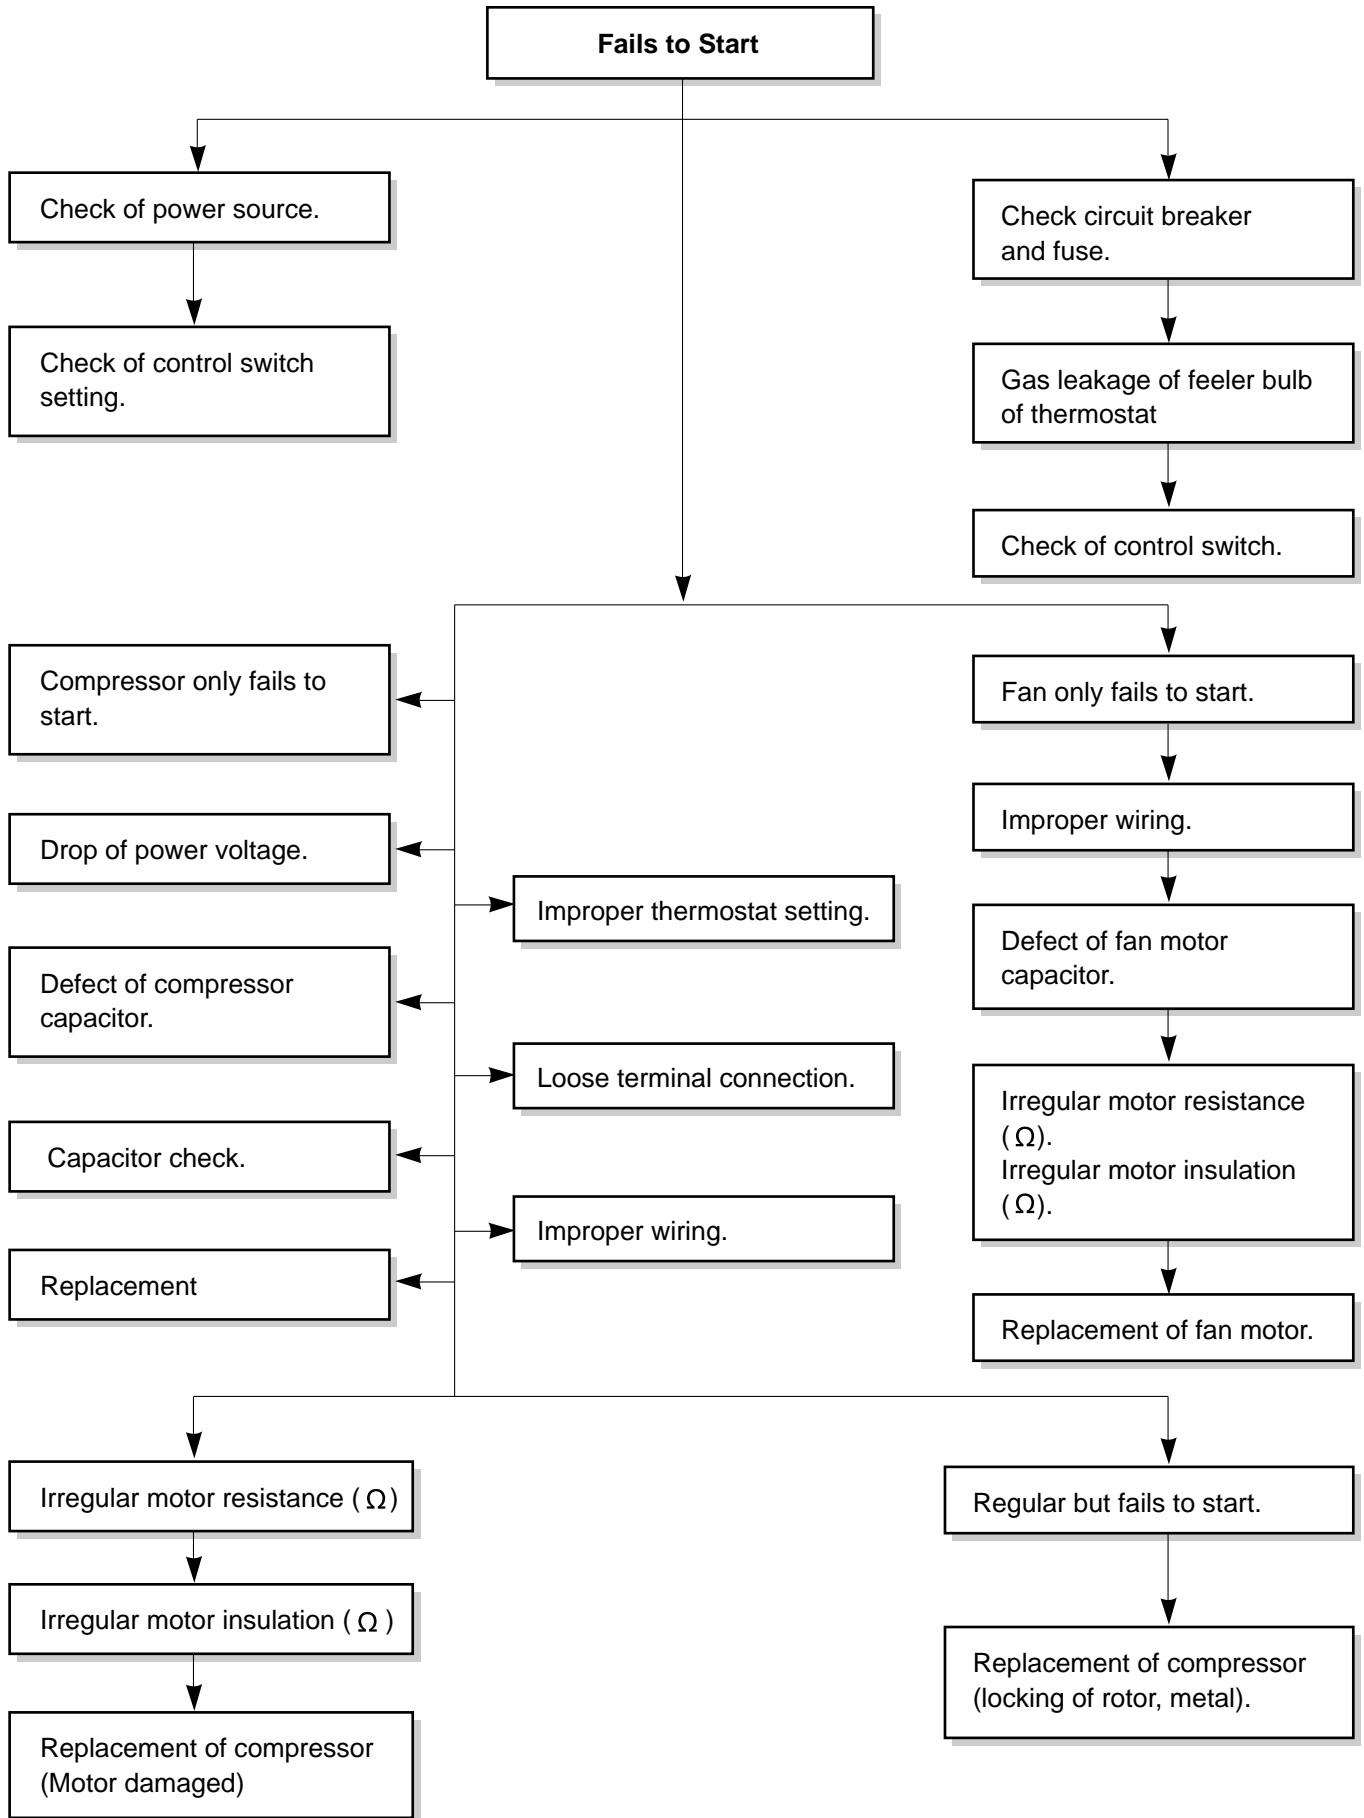 Fails to Start
Check of power source.
Check of control switch
setting.
Check circuit breaker
and fuse.
Gas leakage of feeler bulb
of thermostat
Check of control switch.
Compressor only fails to
start.
Drop of power voltage.
Defect of compressor
capacitor.
Capacitor check.
Replacement
Improper thermostat setting.
Loose terminal connection.
Improper wiring.
Fan only fails to start.
Improper wiring.
Defect of fan motor
capacitor.
Irregular motor resistance
(Ω).
Irregular motor insulation
(Ω).
Replacement of fan motor.
Irregular motor resistance (Ω)
Irregular motor insulation (Ω)
Replacement of compressor
(Motor damaged)
Regular but fails to start.
Replacement of compressor
(locking of rotor, metal).